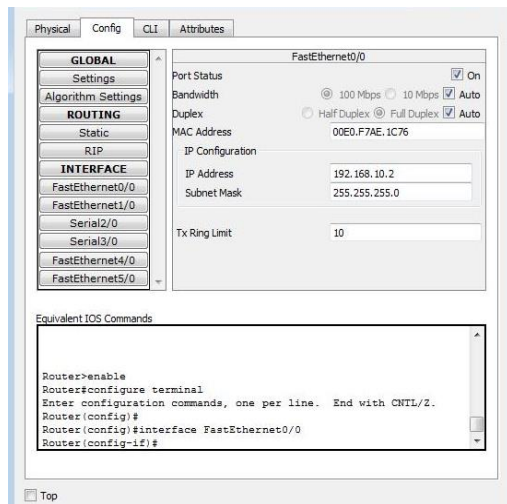 Physical Config CLI Attributes
GLOBAL
Settings
Algorithm Settings
ROUTING
Static
RIP
INTERFACE
FastEthernet0/0
FastEthernet1/0
Serial2/0
Serial3/0
FastEthernet4/0
FastEthernet5/0
FastEthernet0/0
Port Status On
Bandwidth 100 Mbps 10 Mbps Auto
Duplex Half Duplex Full Duplex Auto
MAC Address 00E0.F7AE.1C76
IP Configuration
IP Address 192.168.10.2
Subnet Mask 255.255.255.0
Tx Ring Limit 10
Equivalent IOS Commands
Router>enable
Router#configure terminal
Enter configuration commands, one per line. End with CNTL/Z.
Router(config)#
Router(config)#interface FastEthernet0/0
Router(config-if)#
Top